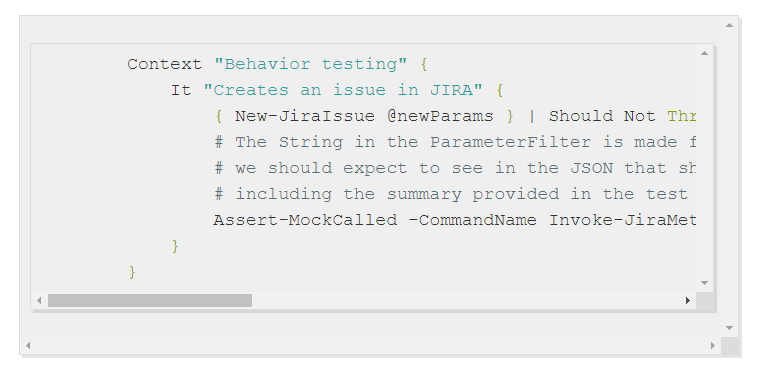 Context "Behavior testing" {
It "Creates an issue in JIRA" {
{ New-JiraIssue @newParams } | Should Not Thr
# The String in the ParameterFilter is made f
# we should expect to see in the JSON that sh
# including the summary provided in the test
Assert-MockCalled -CommandName Invoke-JiraMet
}
}